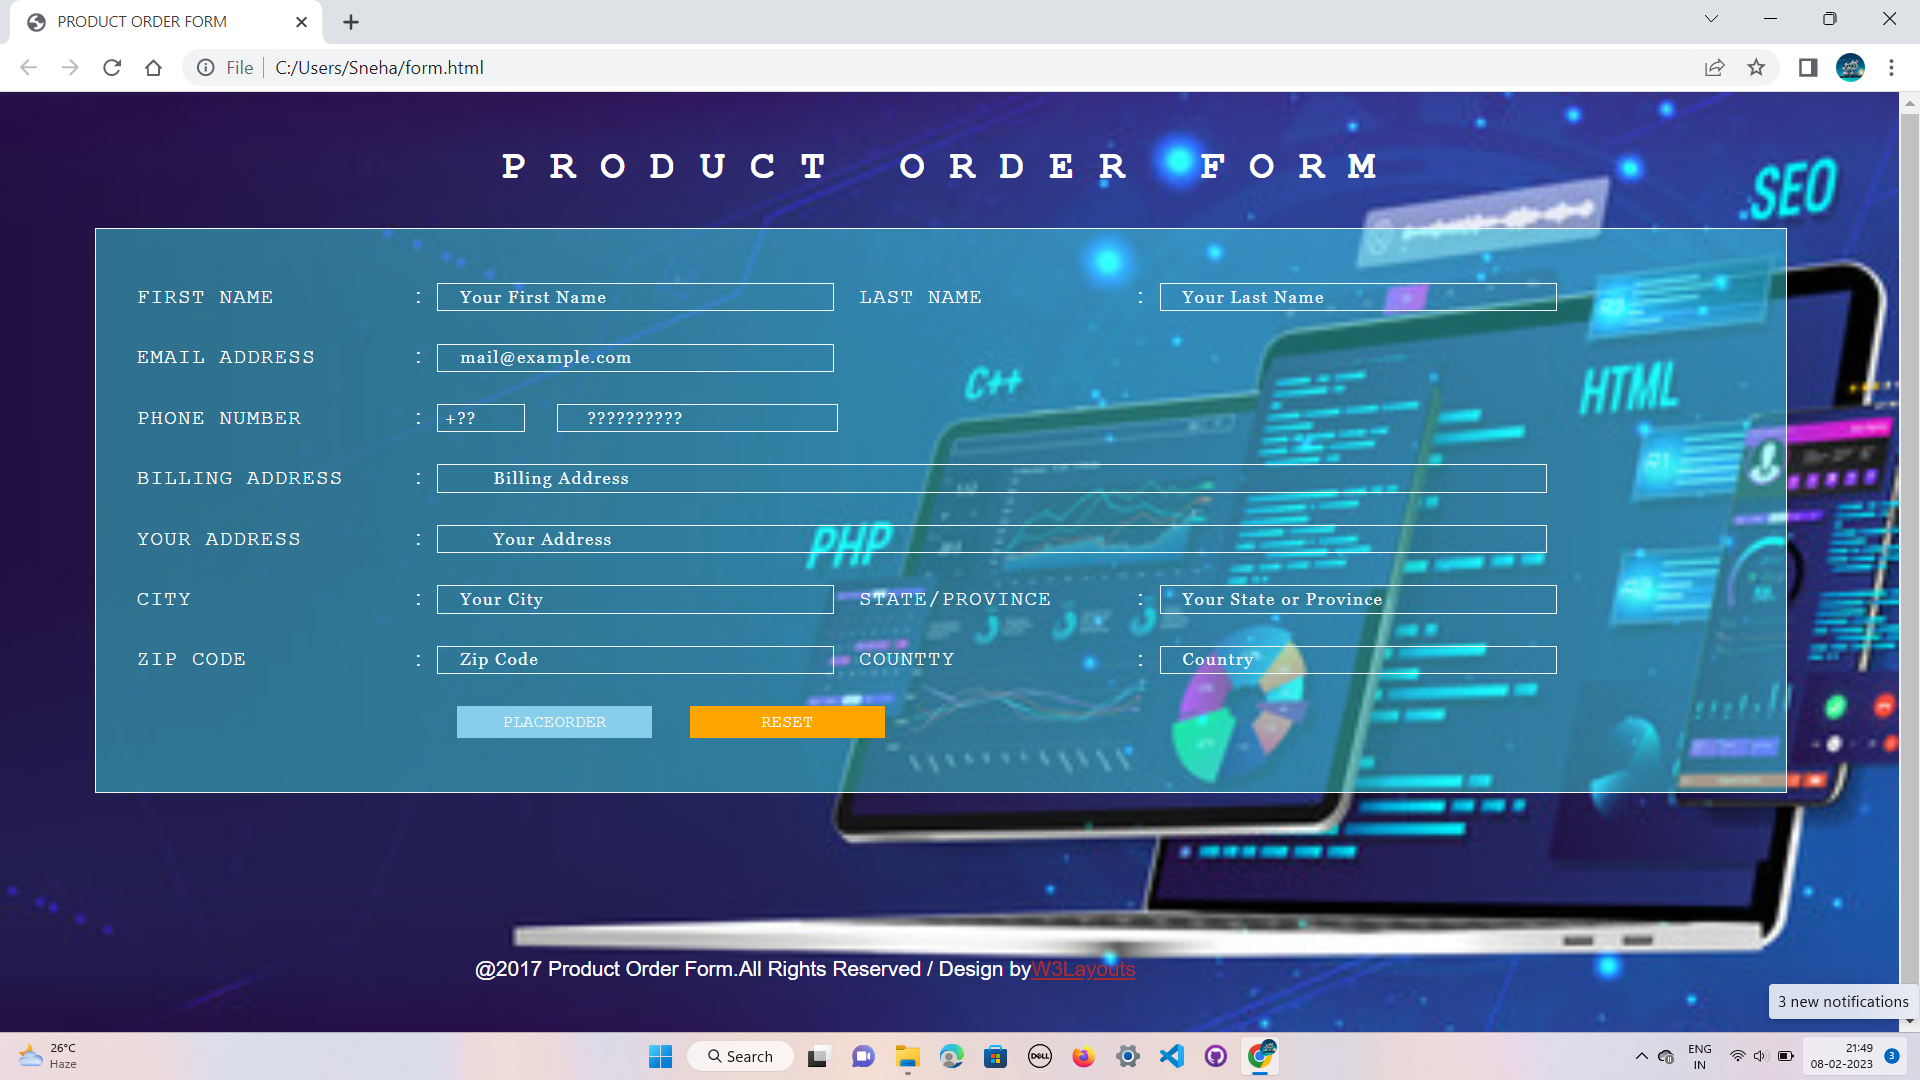 PRODUCT ORDER FORM
File C:/Users/Sneha/form.html
PRODUCT ORDER FORM
.SEO
FIRST NAME : Your First Name LAST NAME : Your Last Name
EMAIL ADDRESS : mail@example.com
C++
HTML
PHONE NUMBER : +?? ??????????
BILLING ADDRESS : Billing Address
YOUR ADDRESS : Your Address
PHP
CITY : Your City STATE/PROVINCE : Your State or Province
ZIP CODE : Zip Code COUNTTY : Country
PLACEORDER RESET
@2017 Product Order Form.All Rights Reserved / Design byW3Layouts
3 new notifications
26°C
Haze
Search
DELL
ENG
IN
21:49
08-02-2023
3